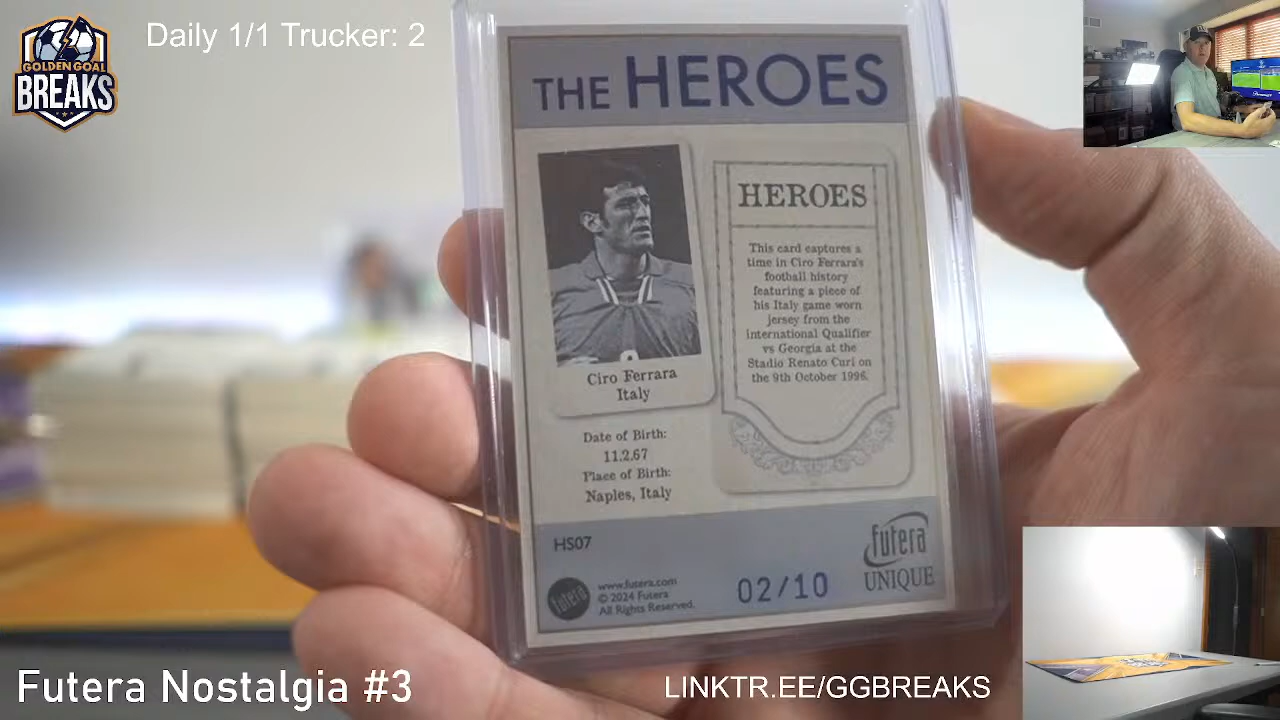 Daily 1/1 Trucker: 2
GOLDEN GOAL
BREAKS
THE HEROES
Ciro Ferrara
Italy
Date of Birth:
11.2.67
Place of Birth:
Naples, Italy
HEROES
This card captures a
time in Ciro Ferrara's
football history
featuring a piece of
his Italy game worn
jersey from the
international Qualifier
vs Georgia at the
Stadio Renato Curi on
the 9th October 1996.
HS07
futera
www.futera.com
© 2024 Futera
All Rights Reserved.
02/10
futera
UNIQUE
Futera Nostalgia #3
LINKTR.EE/GGBREAKS